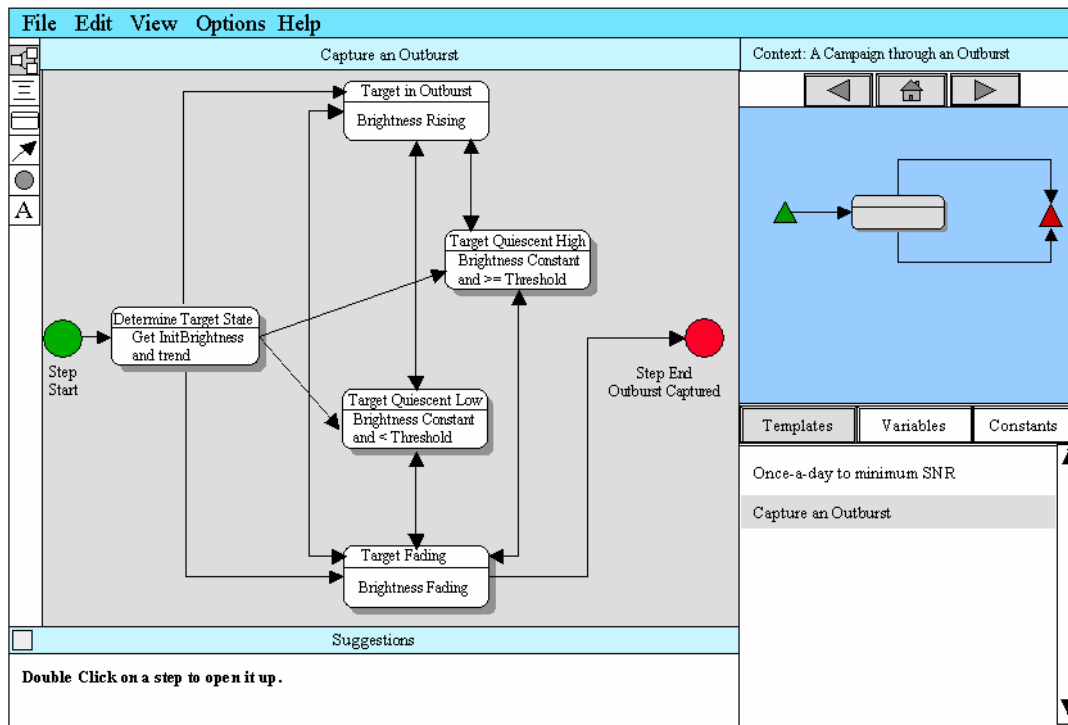 File Edit View Options Help
Capture an Outburst
Context: A Campaign through an Outburst
Target in Outburst
Brightness Rising
Target Quiescent High
Brightness Constant
and >= Threshold
Determine Target State
Get InitBrightness
and trend
Step
Start
Step End
Outburst Captured
Target Quiescent Low
Brightness Constant
and < Threshold
Target Fading
Brightness Fading
A
Templates Variables Constants
Once-a-day to minimum SNR
Capture an Outburst
Suggestions
Double Click on a step to open it up.